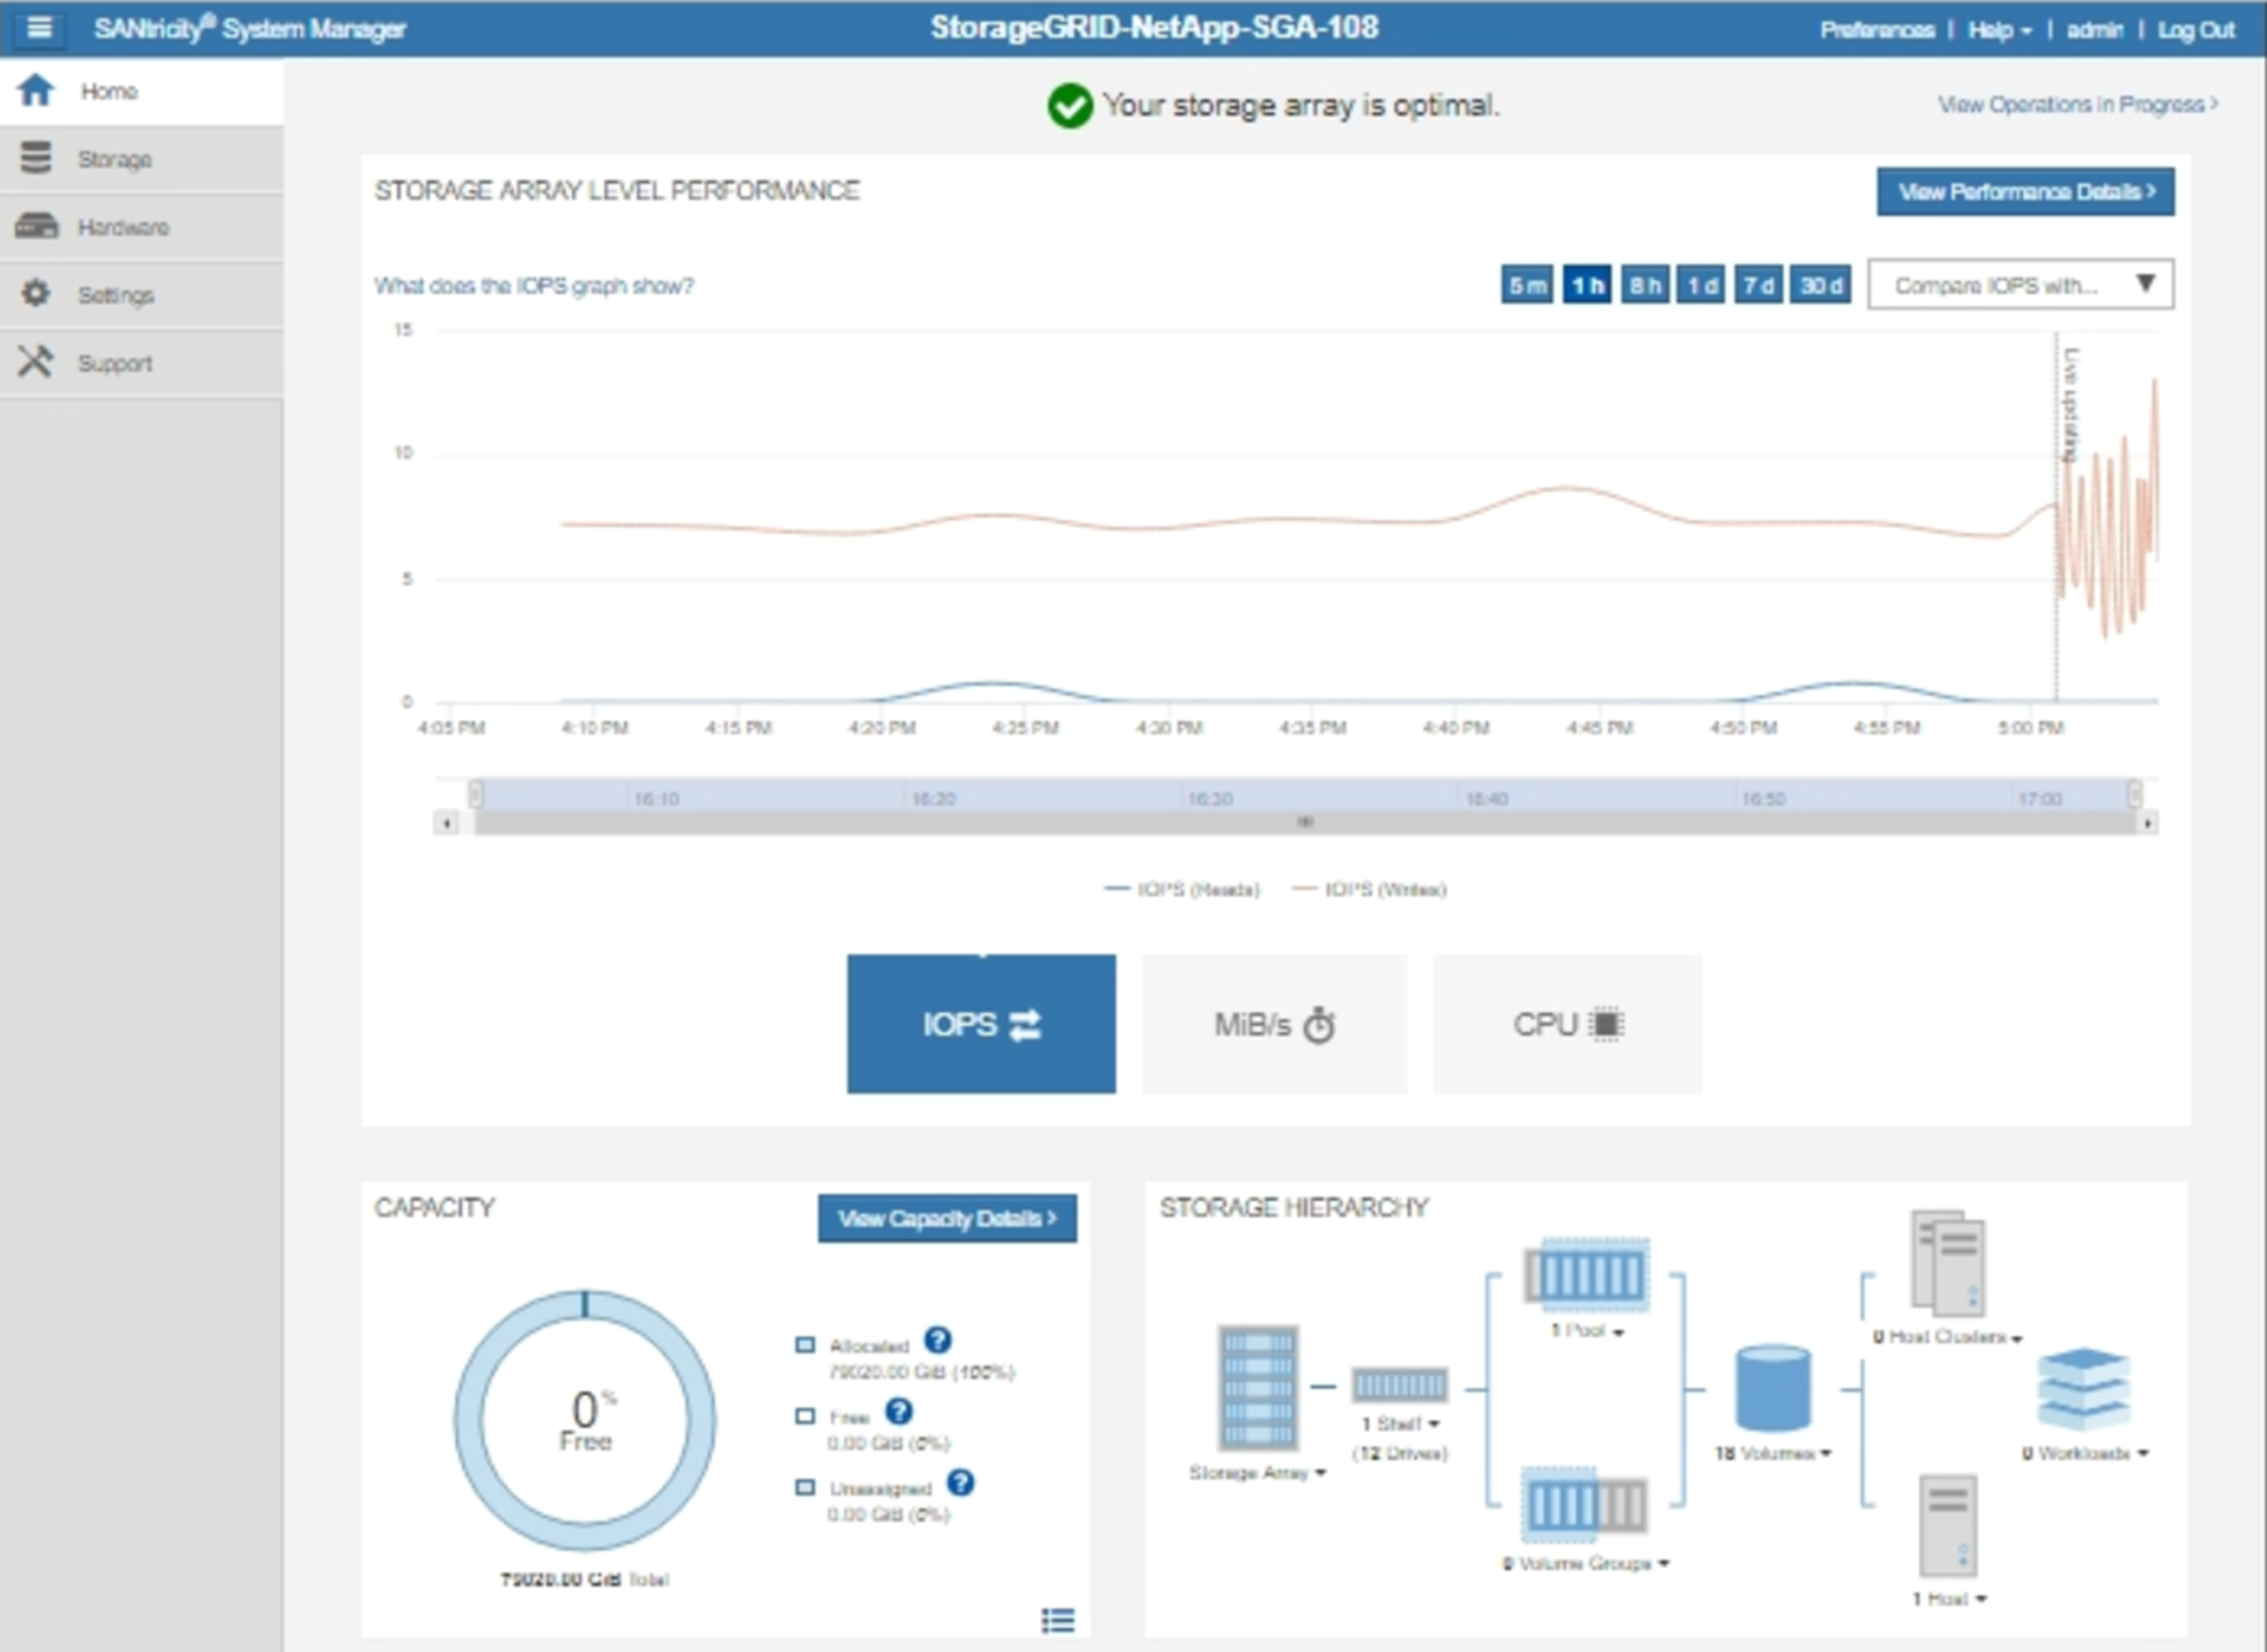 SANtricity® System Manager
StorageGRID-NetApp-SGA-108
Preferences | Help | admin | Log Out
Home
Storage
Hardware
Settings
Support
Your storage array is optimal.
View Operations in Progress >
STORAGE ARRAY LEVEL PERFORMANCE
View Performance Details >
What does the IOPS graph show?
5 m 1 h 8 h 1 d 7 d 30 d
Compare IOPS with...
15
10
5
0
Live updating
4:05 PM 4:10 PM 4:15 PM 4:20 PM 4:25 PM 4:30 PM 4:35 PM 4:40 PM 4:45 PM 4:50 PM 4:55 PM 5:00 PM
16:10 16:20 16:30 16:40 16:50 17:00
IOPS (Reads) IOPS (Writes)
IOPS
MiB/s
CPU
CAPACITY
View Capacity Details >
0 %
Free
79020.00 GiB Total
Allocated ?
79020.00 GiB (100%)
Free ?
0.00 GiB (0%)
Unassigned ?
0.00 GiB (0%)
STORAGE HIERARCHY
Storage Array
1 Shelf
(12 Drives)
1 Pool
0 Volume Groups
18 Volumes
0 Host Clusters
1 Host
0 Workloads